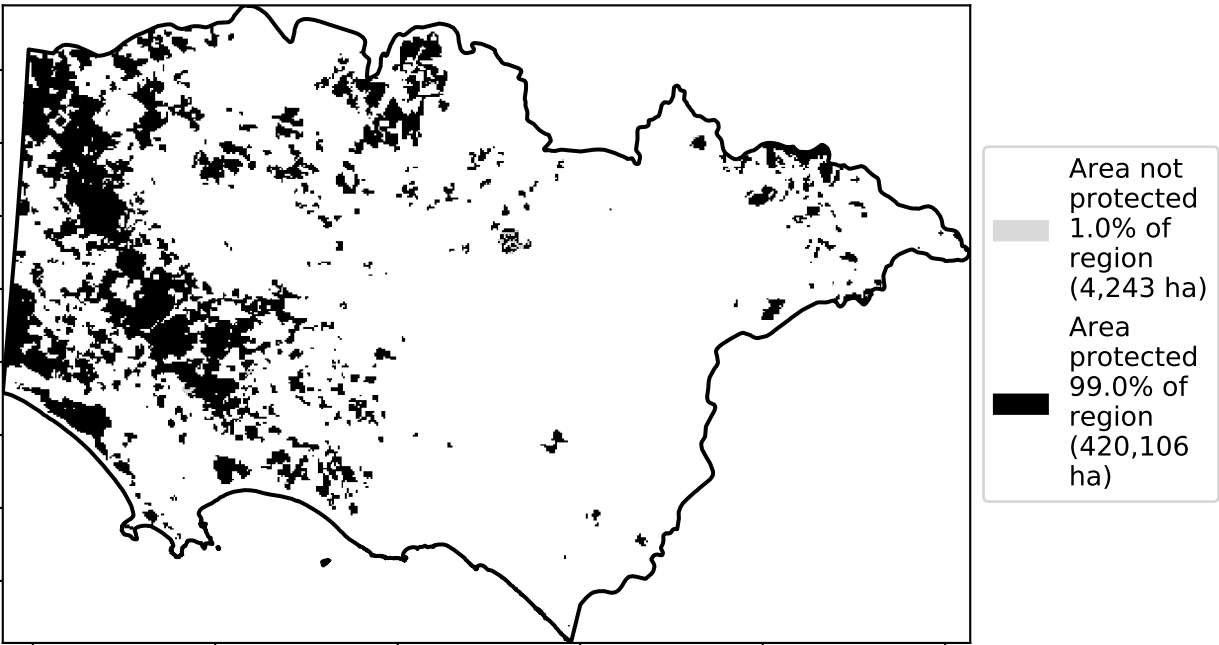 Area not
protected
1.0% of
region
(4,243 ha)
Area
protected
99.0% of
region
(420,106
ha)